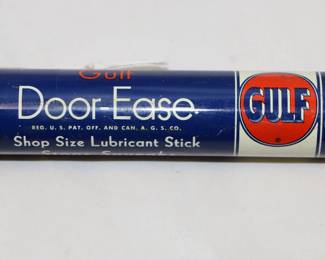 Gulf
Door-Ease
REG. U. S. PAT. OFF. AND CAN. A. G. S. CO.
Shop Size Lubricant Stick
GULF
®